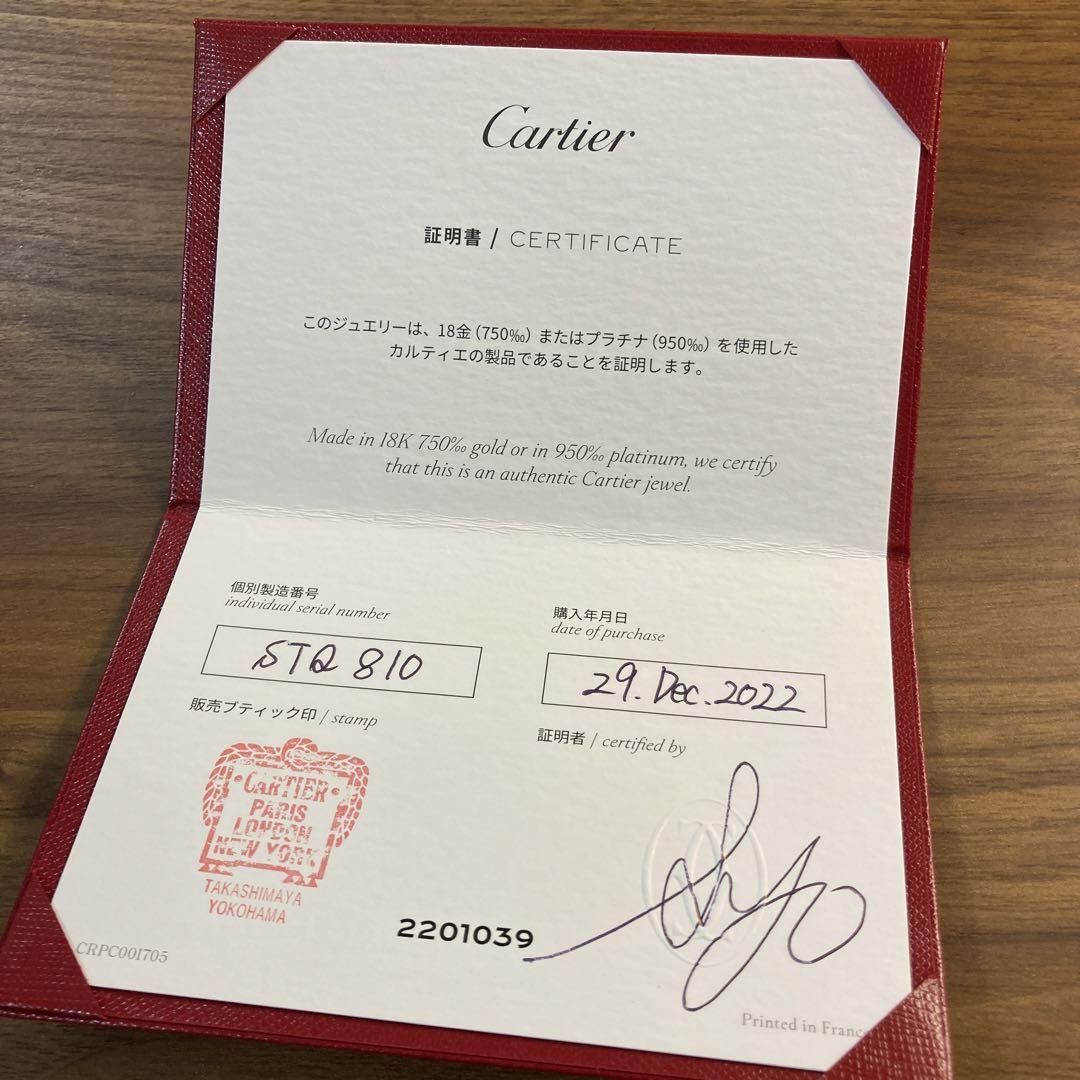 Cartier
証明書 / CERTIFICATE
このジュエリーは、18金(750‰)またはプラチナ(950‰)を使用した
カルティエの製品であることを証明します。
Made in 18K 750‰ gold or in 950‰ platinum, we certify
that this is an authentic Cartier jewel.
個別製造番号
individual serial number
STQ 810
購入年月日
date of purchase
29. Dec. 2022
販売ブティック印 / stamp
証明者 / certified by
CARTIER
PARIS
LONDON
NEW YORK
TAKASHIMAYA
YOKOHAMA
2201039
CRPC001705
Printed in France